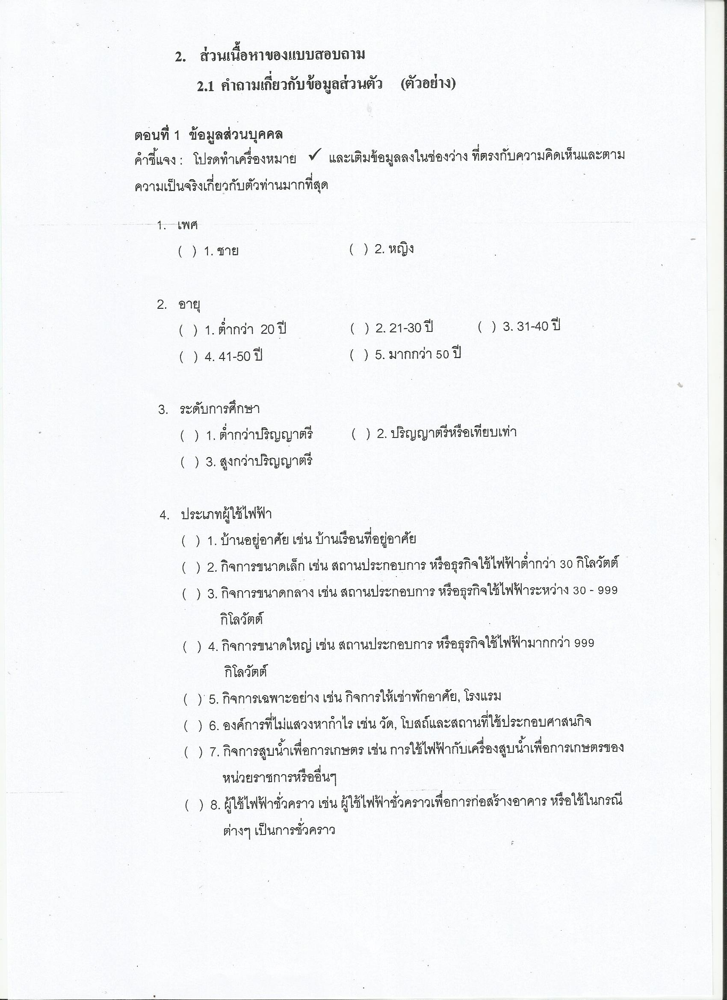 2. ส่วนเนื้อหาของแบบสอบถาม
2.1 คำถามเกี่ยวกับข้อมูลส่วนตัว (ตัวอย่าง)
ตอนที่ 1 ข้อมูลส่วนบุคคล
คำชี้แจง : โปรดทำเครื่องหมาย ✓ และเติมข้อมูลลงในช่องว่าง ที่ตรงกับความคิดเห็นและตาม
ความเป็นจริงเกี่ยวกับตัวท่านมากที่สุด
1. เพศ
( ) 1. ชาย ( ) 2. หญิง
2. อายุ
( ) 1. ต่ำกว่า 20 ปี ( ) 2. 21-30 ปี ( ) 3. 31-40 ปี
( ) 4. 41-50 ปี ( ) 5. มากกว่า 50 ปี
3. ระดับการศึกษา
( ) 1. ต่ำกว่าปริญญาตรี ( ) 2. ปริญญาตรีหรือเทียบเท่า
( ) 3. สูงกว่าปริญญาตรี
4. ประเภทผู้ใช้ไฟฟ้า
( ) 1. บ้านอยู่อาศัย เช่น บ้านเรือนที่อยู่อาศัย
( ) 2. กิจการขนาดเล็ก เช่น สถานประกอบการ หรือธุรกิจใช้ไฟฟ้าต่ำกว่า 30 กิโลวัตต์
( ) 3. กิจการขนาดกลาง เช่น สถานประกอบการ หรือธุรกิจใช้ไฟฟ้าระหว่าง 30 - 999
กิโลวัตต์
( ) 4. กิจการขนาดใหญ่ เช่น สถานประกอบการ หรือธุรกิจใช้ไฟฟ้ามากกว่า 999
กิโลวัตต์
( ) 5. กิจการเฉพาะอย่าง เช่น กิจการให้เช่าพักอาศัย, โรงแรม
( ) 6. องค์การที่ไม่แสวงหากำไร เช่น วัด, โบสถ์และสถานที่ใช้ประกอบศาสนกิจ
( ) 7. กิจการสูบน้ำเพื่อการเกษตร เช่น การใช้ไฟฟ้ากับเครื่องสูบน้ำเพื่อการเกษตรของ
หน่วยราชการหรืออื่นๆ
( ) 8. ผู้ใช้ไฟฟ้าชั่วคราว เช่น ผู้ใช้ไฟฟ้าชั่วคราวเพื่อการก่อสร้างอาคาร หรือใช้ในกรณี
ต่างๆ เป็นการชั่วคราว